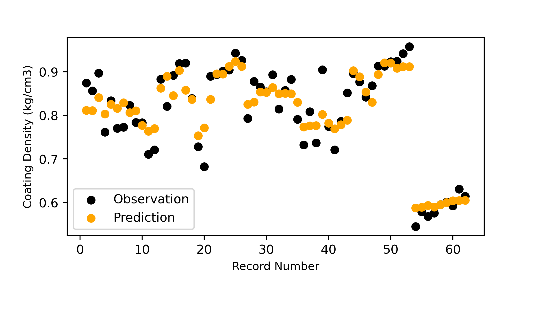 Coating Density (kg/cm3)
0.9
0.8
0.7
0.6
Observation
Prediction
0 10 20 30 40 50 60
Record Number